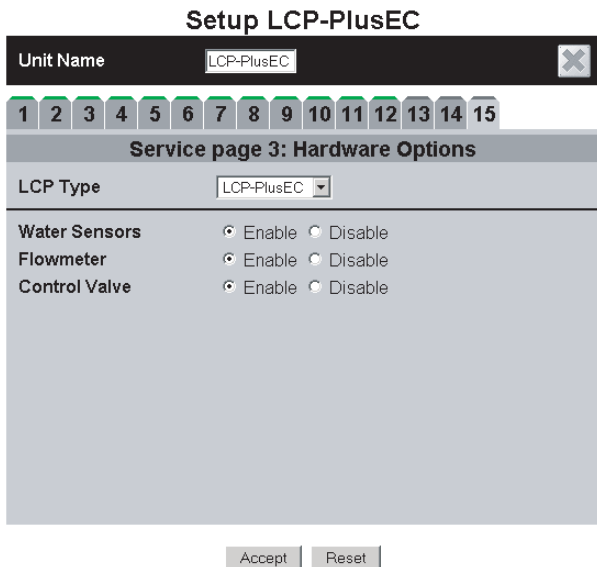 Setup LCP-PlusEC
Unit Name LCP-PlusEC
1 2 3 4 5 6 7 8 9 10 11 12 13 14 15
Service page 3: Hardware Options
LCP Type LCP-PlusEC
Water Sensors Enable Disable
Flowmeter Enable Disable
Control Valve Enable Disable
Accept Reset